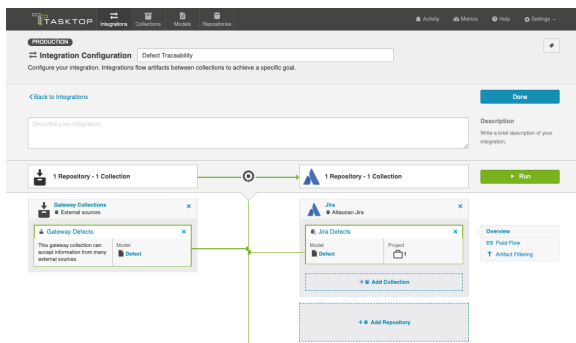 TASKTOP
Integrations
Collections
Models
Repositories
Activity
Metrics
Help
Settings
PRODUCTION
Integration Configuration
Defect Traceability
Configure your integration. Integrations flow artifacts between collections to achieve a specific goal.
Back to Integrations
Done
Describe your integration
Description
Write a brief description of your
integration.
1 Repository - 1 Collection
1 Repository - 1 Collection
Run
Gateway Collections
External sources
Gateway Defects
This gateway collection can
accept information from many
external sources.
Model
Defect
Jira
Atlassian Jira
Jira Defects
Model
Defect
Project
1
+ Add Collection
+ Add Repository
Overview
Field Flow
Artifact Filtering